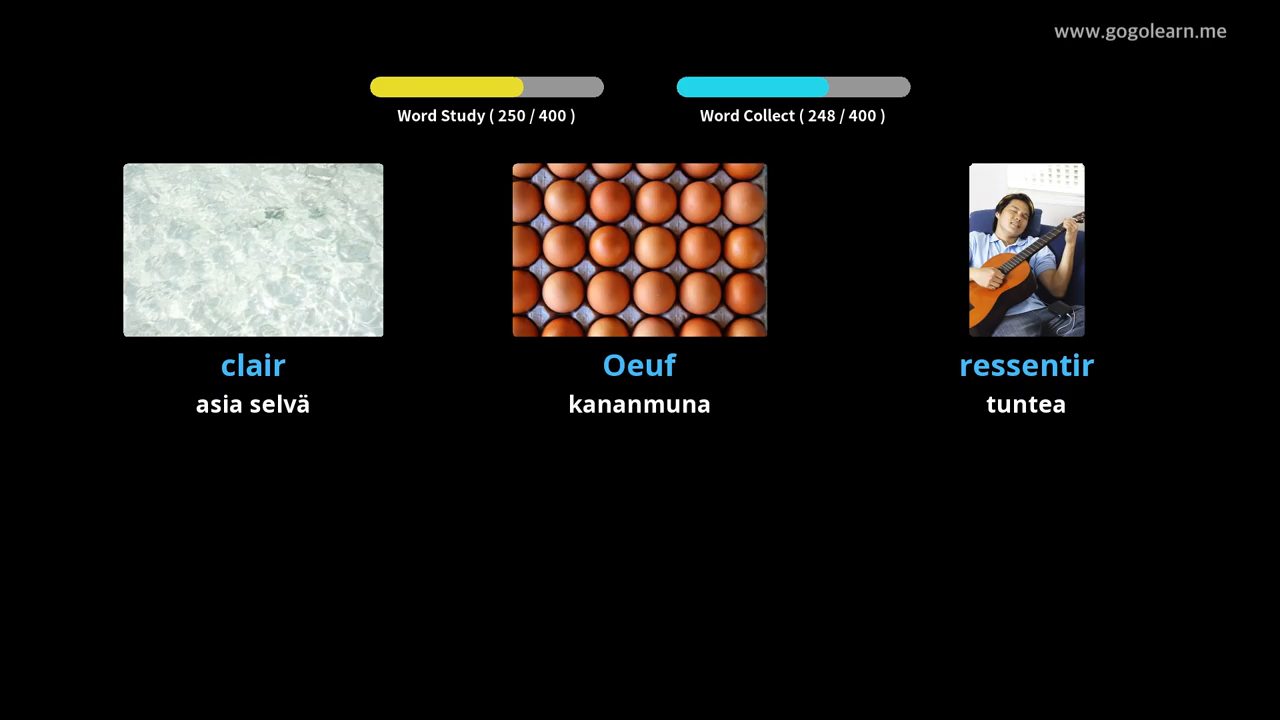 www.gogolearn.me
Word Study ( 250 / 400 )
Word Collect ( 248 / 400 )
clair
asia selvä
Oeuf
kananmuna
ressentir
tuntea